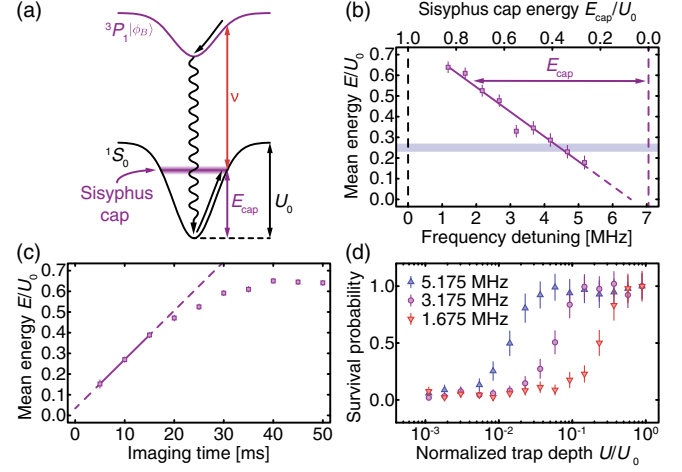 (a)
³P₁|ϕ_B⟩
ν
¹S₀
Sisyphus
cap
E_cap
U₀
(b)
Sisyphus cap energy E_cap/U₀
1.0 0.8 0.6 0.4 0.2 0.0
E_cap
Mean energy E/U₀
0.7
0.6
0.5
0.4
0.3
0.2
0.1
0.0
0 1 2 3 4 5 6 7
Frequency detuning [MHz]
(c)
Mean energy E/U₀
0.7
0.6
0.5
0.4
0.3
0.2
0.1
0.0
0 10 20 30 40 50
Imaging time [ms]
(d)
Survival probability
1.0
0.5
0.0
5.175 MHz
3.175 MHz
1.675 MHz
10⁻³ 10⁻² 10⁻¹ 10⁰
Normalized trap depth U/U₀